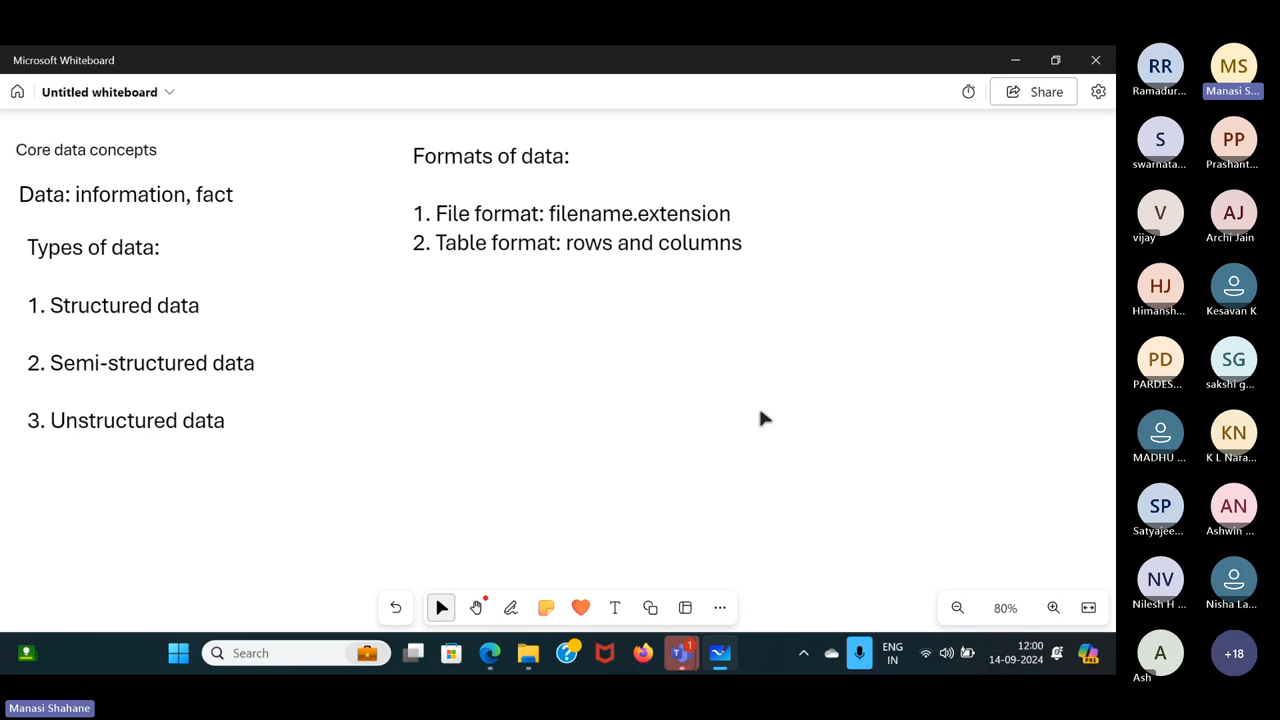 Microsoft Whiteboard
Untitled whiteboard
Share
Core data concepts
Data: information, fact
Types of data:
1. Structured data
2. Semi-structured data
3. Unstructured data
Formats of data:
1. File format: filename.extension
2. Table format: rows and columns
80%
Search
1
ENG
IN
12:00
14-09-2024
PRE
RR
Ramadur...
MS
Manasi S...
S
swarnata...
PP
Prashant...
V
vijay
AJ
Archi Jain
HJ
Himansh...
Kesavan K
PD
PARDES...
SG
sakshi g...
MADHU ...
KN
K L Nara...
SP
Satyajee...
AN
Ashwin ...
NV
Nilesh H ...
Nisha La...
A
Ash
+18
Manasi Shahane